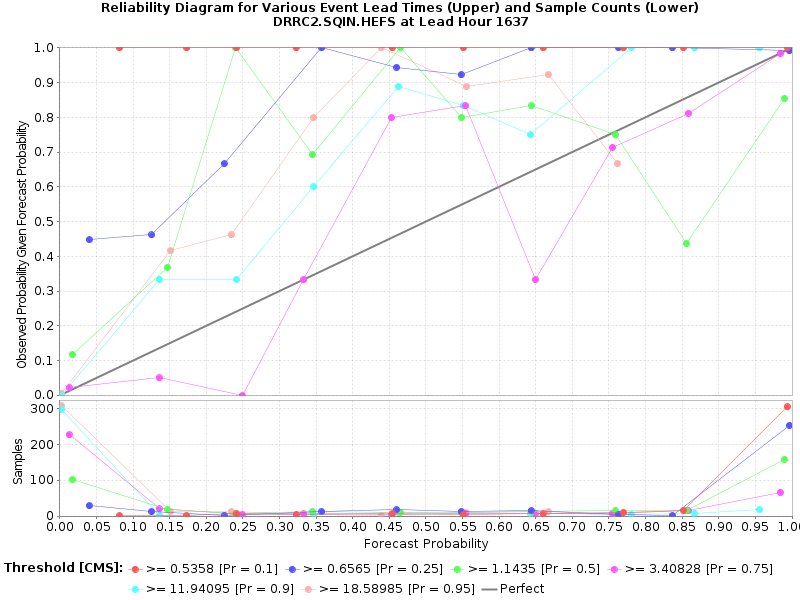 Reliability Diagram for Various Event Lead Times (Upper) and Sample Counts (Lower)
DRRC2.SQIN.HEFS at Lead Hour 1637
Observed Probability Given Forecast Probability
1.0
0.9
0.8
0.7
0.6
0.5
0.4
0.3
0.2
0.1
0.0
Samples
300
200
100
0
0.00 0.05 0.10 0.15 0.20 0.25 0.30 0.35 0.40 0.45 0.50 0.55 0.60 0.65 0.70 0.75 0.80 0.85 0.90 0.95 1.0
Forecast Probability
Threshold [CMS]: >= 0.5358 [Pr = 0.1] >= 0.6565 [Pr = 0.25] >= 1.1435 [Pr = 0.5] >= 3.40828 [Pr = 0.75]
>= 11.94095 [Pr = 0.9] >= 18.58985 [Pr = 0.95] Perfect